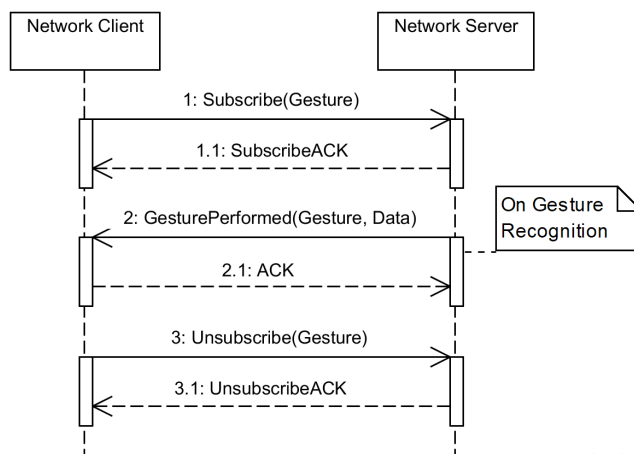 Network Client
Network Server
1: Subscribe(Gesture)
1.1: SubscribeACK
2: GesturePerformed(Gesture, Data)
On Gesture
Recognition
2.1: ACK
3: Unsubscribe(Gesture)
3.1: UnsubscribeACK